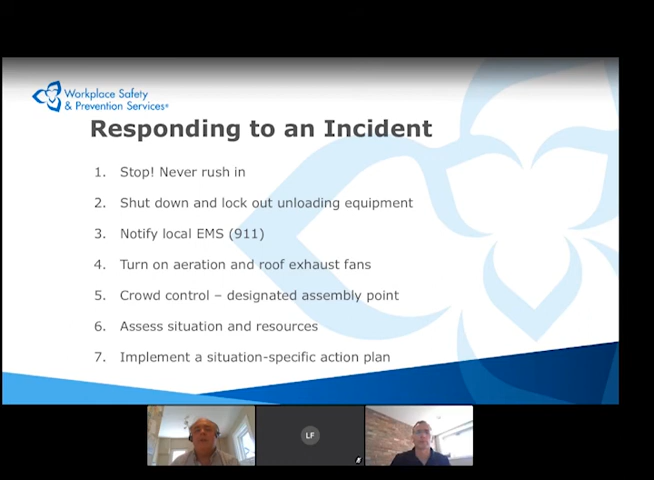 Workplace Safety
& Prevention Services®
Responding to an Incident
1. Stop! Never rush in
2. Shut down and lock out unloading equipment
3. Notify local EMS (911)
4. Turn on aeration and roof exhaust fans
5. Crowd control – designated assembly point
6. Assess situation and resources
7. Implement a situation-specific action plan
LF